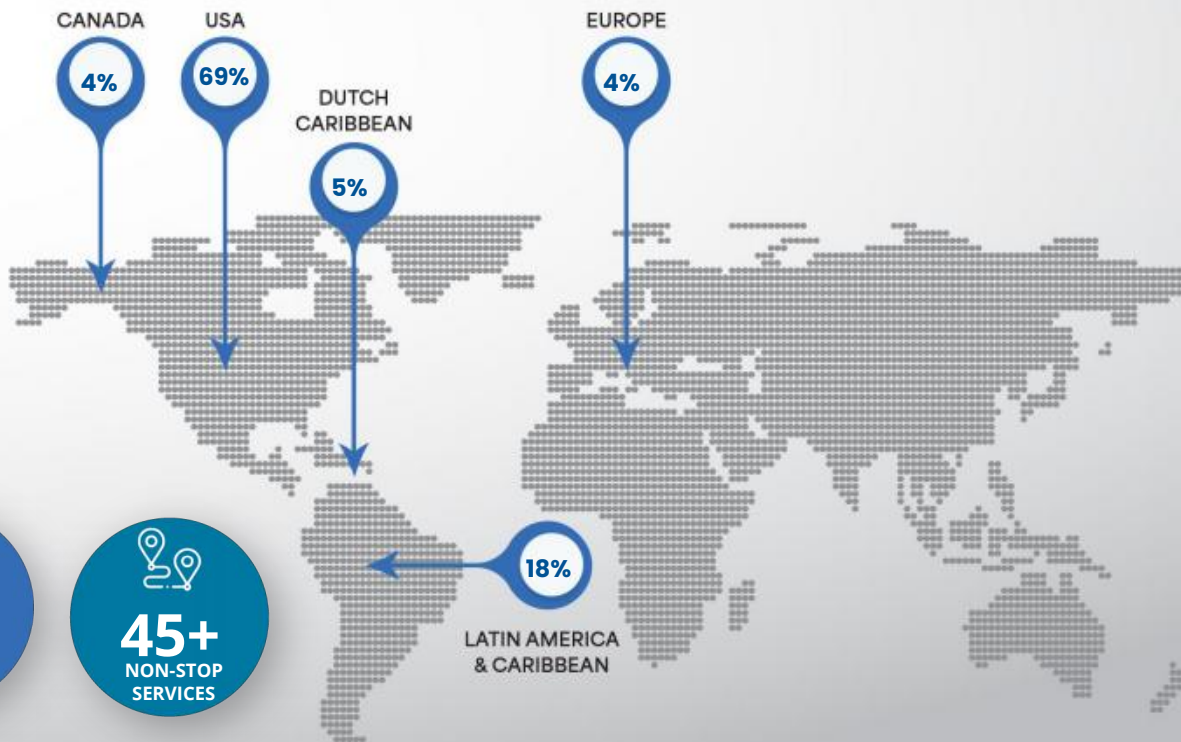 CANADA
4%
USA
69%
DUTCH
CARIBBEAN
5%
EUROPE
4%
18%
LATIN AMERICA
& CARIBBEAN
45+
NON-STOP
SERVICES